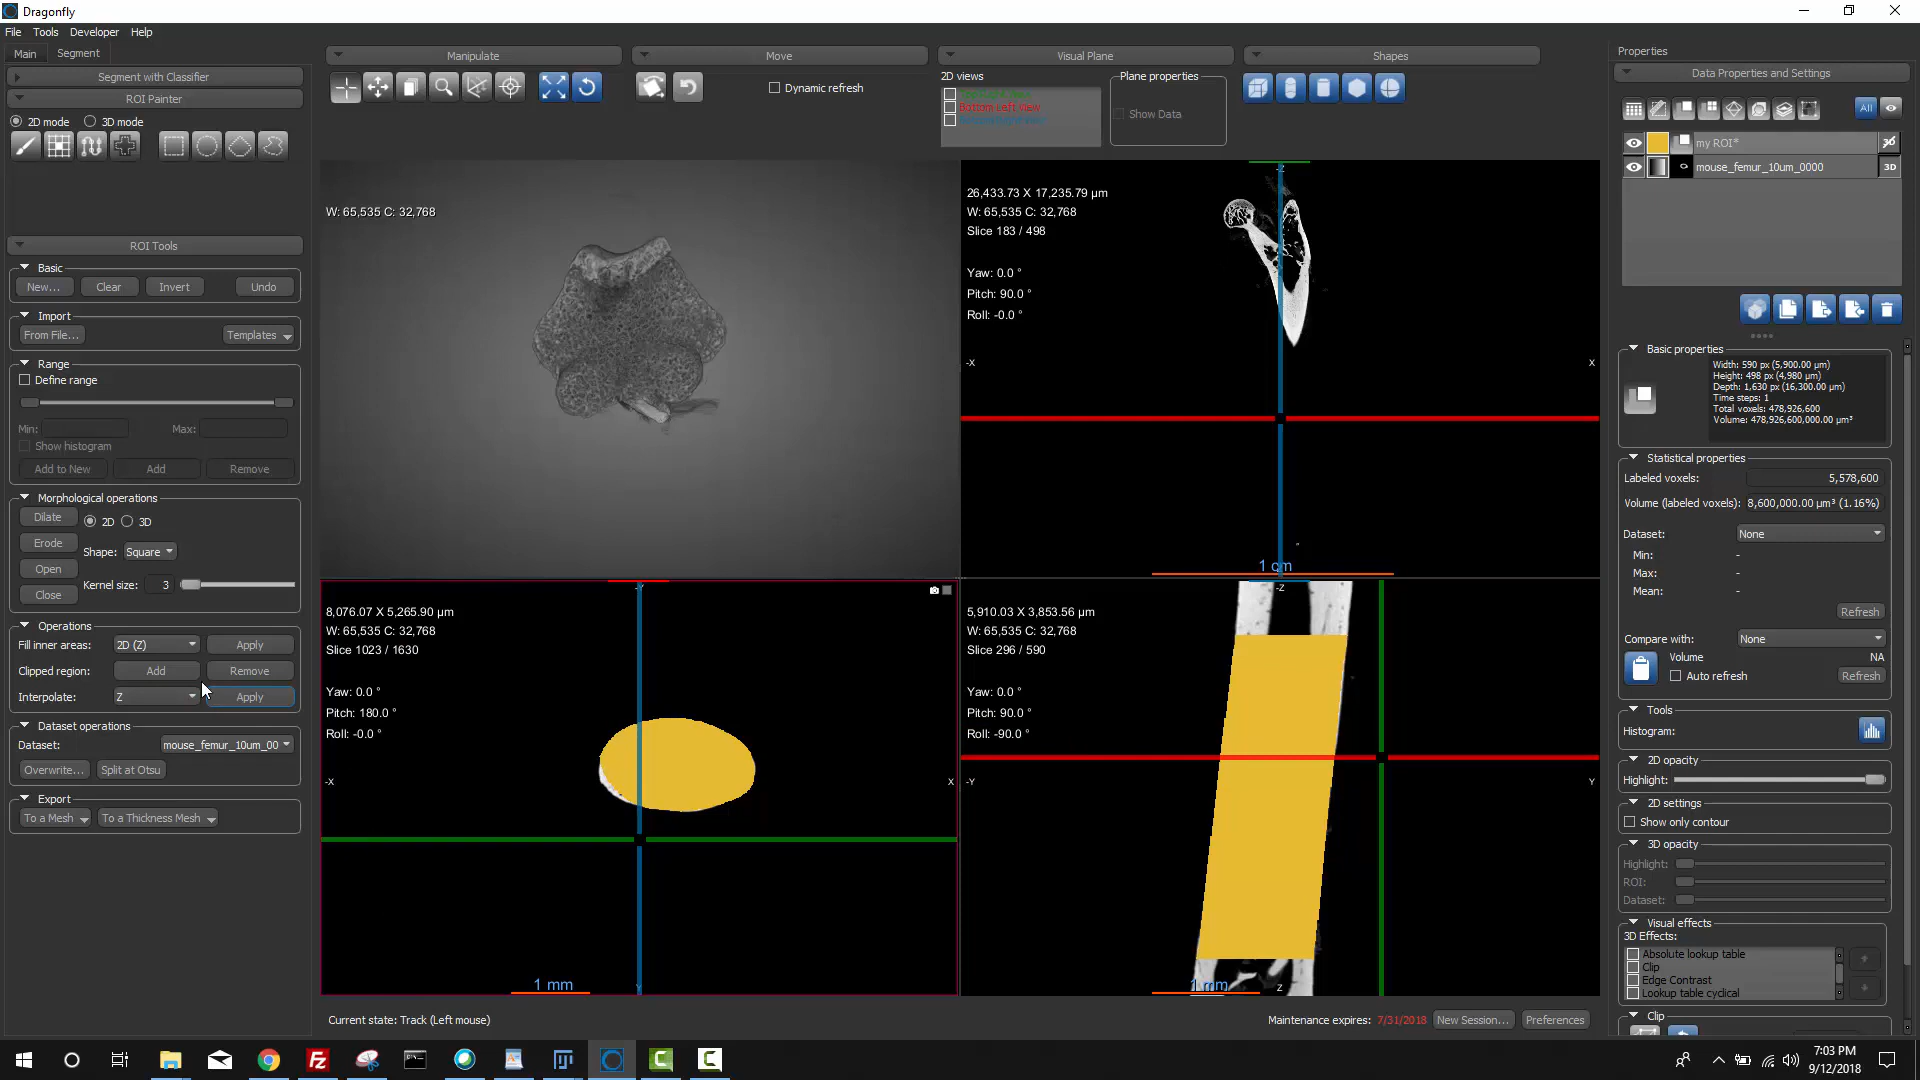 Dragonfly
File Tools Developer Help
Main Segment
Segment with Classifier
ROI Painter
2D mode 3D mode
ROI Tools
Basic
New... Clear Invert Undo
Import
From File... Templates
Range
Define range
Min: Max:
Show histogram
Add to New Add Remove
Morphological operations
Dilate 2D 3D
Erode
Shape: Square
Open
Kernel size: 3
Close
Operations
Fill inner areas: 2D (Z) Apply
Clipped region: Add Remove
Interpolate: Z Apply
Dataset operations
Dataset: mouse_femur_10um_00
Overwrite... Split at Otsu
Export
To a Mesh To a Thickness Mesh
Manipulate
Move
Dynamic refresh
Visual Plane
2D views
Bottom Left view
Plane properties
Show Data
Shapes
W: 65,535 C: 32,768
-Z
26,433.73 X 17,235.79 µm
W: 65,535 C: 32,768
Slice 183 / 498
Yaw: 0.0 °
Pitch: 90.0 °
Roll: -0.0 °
-X X
1 cm
-Y
8,076.07 X 5,265.90 µm
W: 65,535 C: 32,768
Slice 1023 / 1630
Yaw: 0.0 °
Pitch: 180.0 °
Roll: -0.0 °
-X X
1 mm
Y
-Z
5,910.03 X 3,853.56 µm
W: 65,535 C: 32,768
Slice 296 / 590
Yaw: 0.0 °
Pitch: 90.0 °
Roll: -90.0 °
-Y Y
1 mm
Z
Current state: Track (Left mouse)
Maintenance expires: 7/31/2018 New Session... Preferences
Properties
Data Properties and Settings
All
my ROI*
mouse_femur_10um_0000 3D
Basic properties
Width: 590 px (5,900.00 µm)
Height: 498 px (4,980 µm)
Depth: 1,630 px (16,300.00 µm)
Time steps: 1
Total voxels: 478,926,600
Volume: 478,926,600,000.00 µm³
Statistical properties
Labeled voxels: 5,578,600
Volume (labeled voxels): 8,600,000.00 µm³ (1.16%)
Dataset: None
Min: -
Max: -
Mean: -
Refresh
Compare with: None
Volume NA
Auto refresh Refresh
Tools
Histogram:
2D opacity
Highlight:
2D settings
Show only contour
3D opacity
Highlight:
ROI:
Dataset:
Visual effects
3D Effects:
Absolute lookup table
Clip
Edge Contrast
Lookup table cyclical
Clip
7:03 PM
9/12/2018